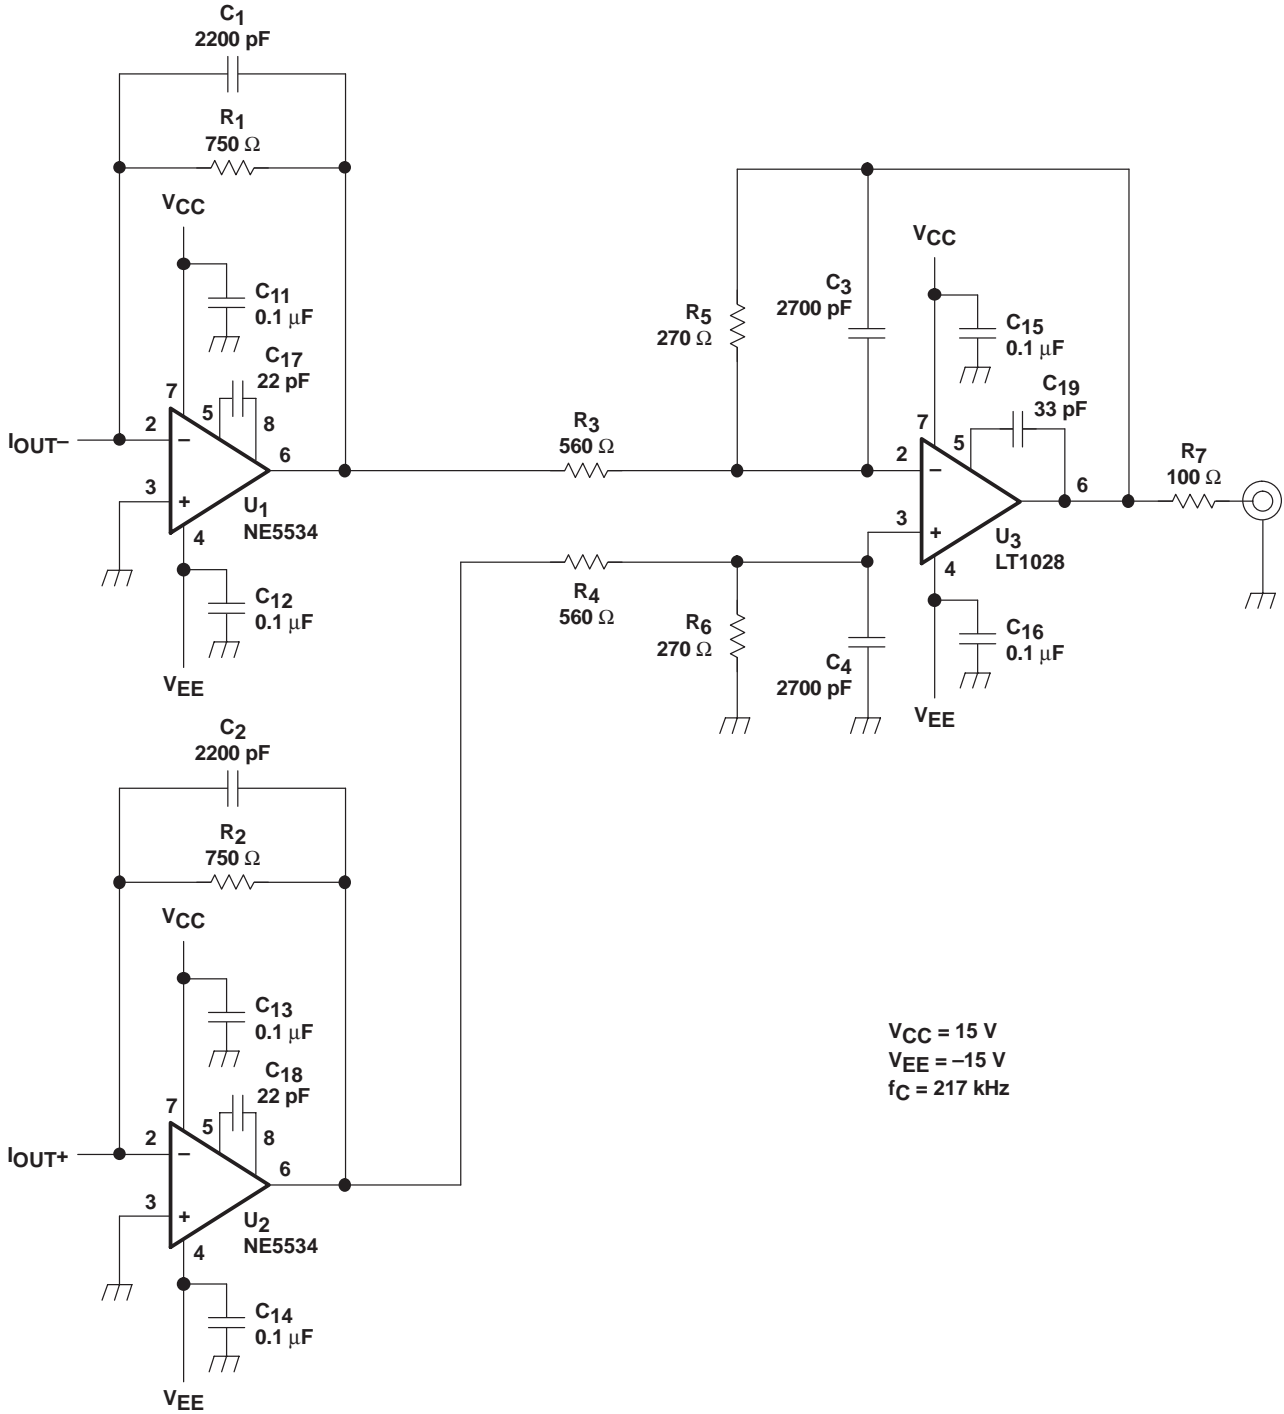 C1
2200 pF
R1
750 Ω
VCC
C11
0.1 μF
C17
22 pF
7
5
8
2
IOUT–
–
6
3
+
U1
NE5534
4
C12
0.1 μF
VEE
R3
560 Ω
R5
270 Ω
C3
2700 pF
VCC
C15
0.1 μF
C19
33 pF
7
5
2
–
6
R7
100 Ω
3
+
U3
LT1028
4
R4
560 Ω
R6
270 Ω
C4
2700 pF
C16
0.1 μF
VEE
C2
2200 pF
R2
750 Ω
VCC
C13
0.1 μF
C18
22 pF
7
5
8
2
IOUT+
–
6
3
+
U2
NE5534
4
C14
0.1 μF
VEE
VCC = 15 V
VEE = –15 V
fC = 217 kHz